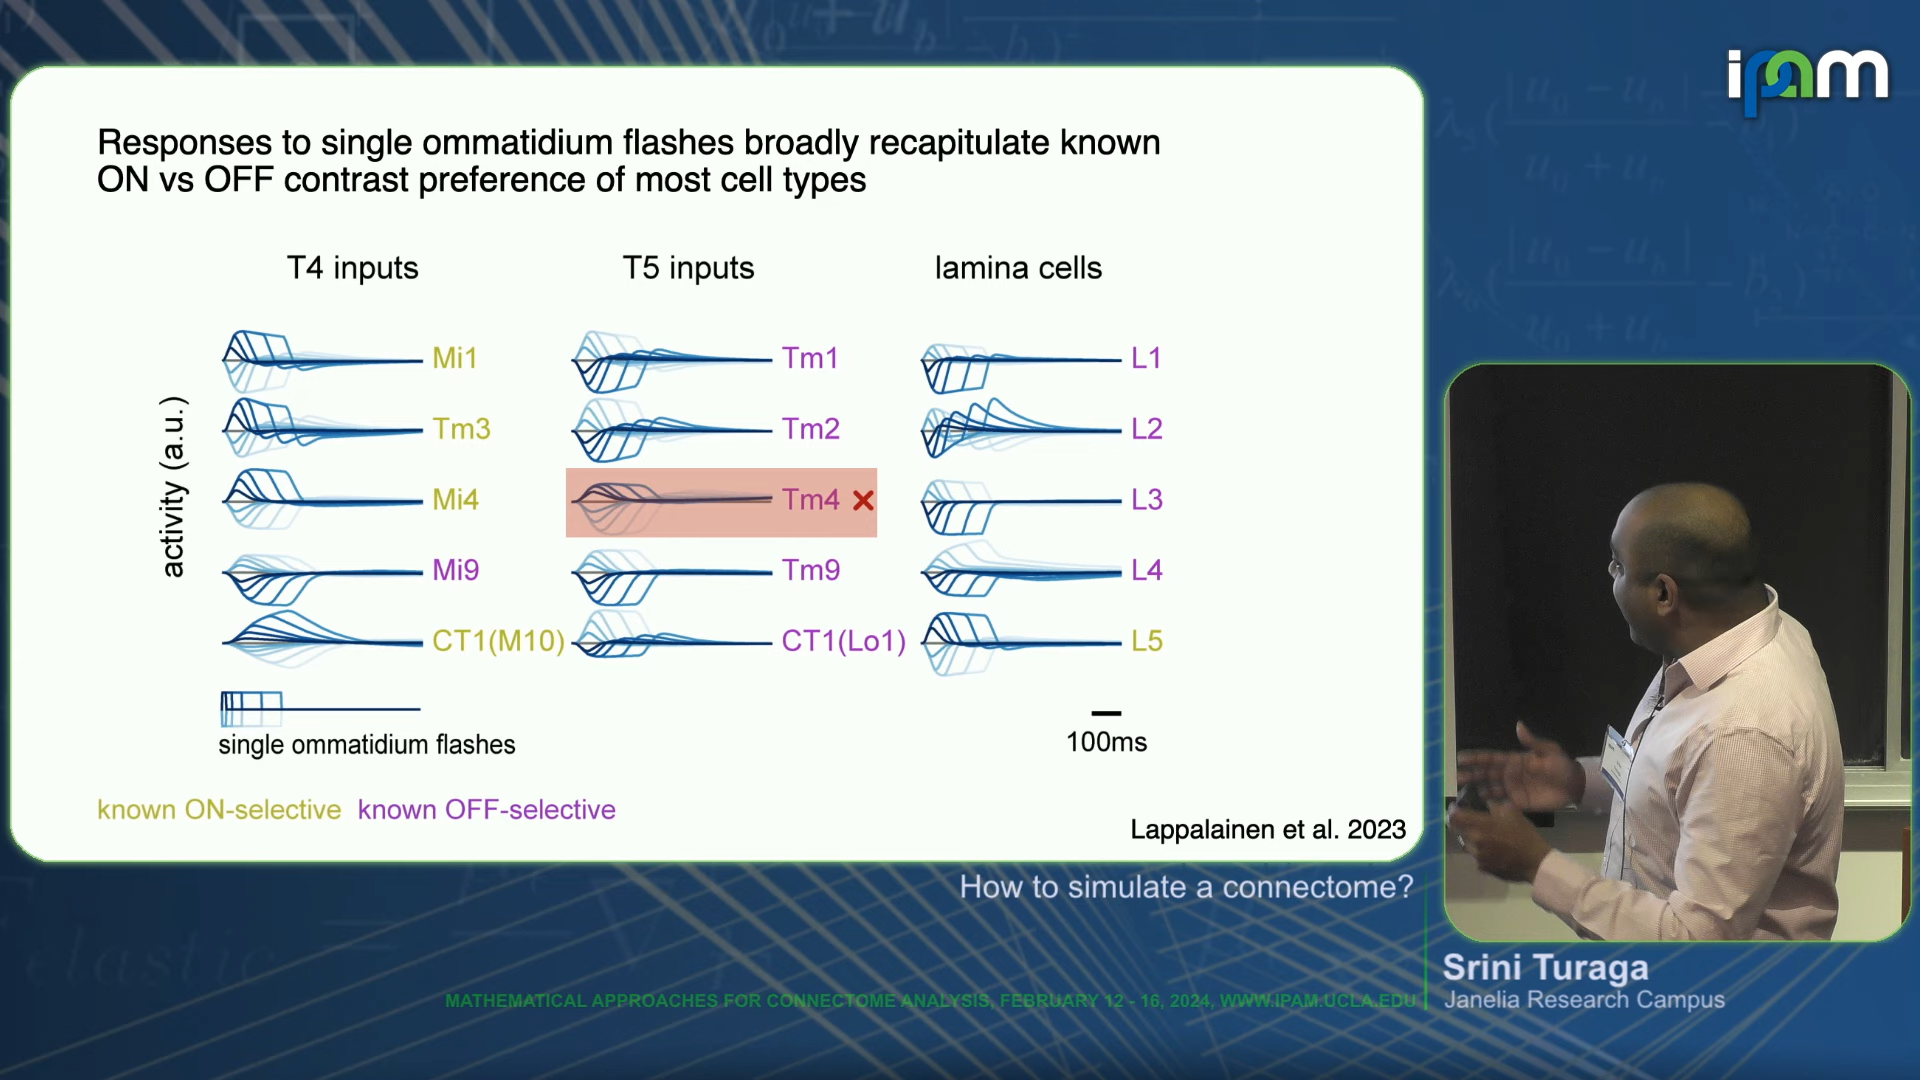 ipam
Responses to single ommatidium flashes broadly recapitulate known
ON vs OFF contrast preference of most cell types
T4 inputs
T5 inputs
lamina cells
activity (a.u.)
Mi1
Tm1
L1
Tm3
Tm2
L2
Mi4
Tm4 ×
L3
Mi9
Tm9
L4
CT1(M10)
CT1(Lo1)
L5
single ommatidium flashes
100ms
known ON-selective known OFF-selective
Lappalainen et al. 2023
How to simulate a connectome?
Srini Turaga
Janelia Research Campus
MATHEMATICAL APPROACHES FOR CONNECTOME ANALYSIS, FEBRUARY 12 - 16, 2024, WWW.IPAM.UCLA.EDU
elastic